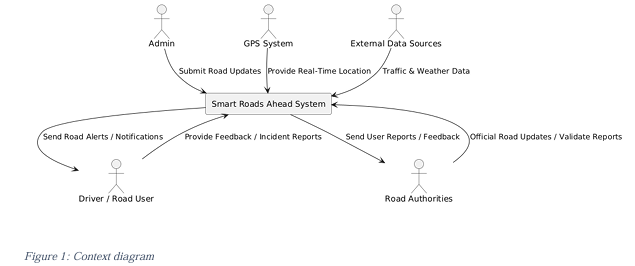 Admin
GPS System
External Data Sources
Submit Road Updates
Provide Real-Time Location
Traffic & Weather Data
Smart Roads Ahead System
Send Road Alerts / Notifications
Provide Feedback / Incident Reports
Send User Reports / Feedback
Official Road Updates / Validate Reports
Driver / Road User
Road Authorities
Figure 1: Context diagram